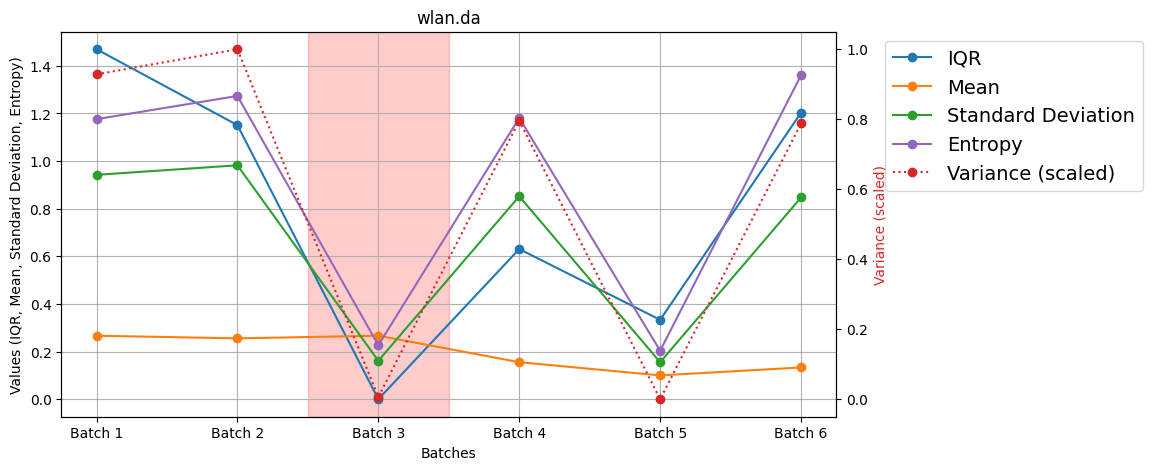 wlan.da
Values (IQR, Mean, Standard Deviation, Entropy)
1.4
1.2
1.0
0.8
0.6
0.4
0.2
0.0
Batch 1
Batch 2
Batch 3
Batch 4
Batch 5
Batch 6
Batches
1.0
0.8
0.6
0.4
0.2
0.0
Variance (scaled)
IQR
Mean
Standard Deviation
Entropy
Variance (scaled)